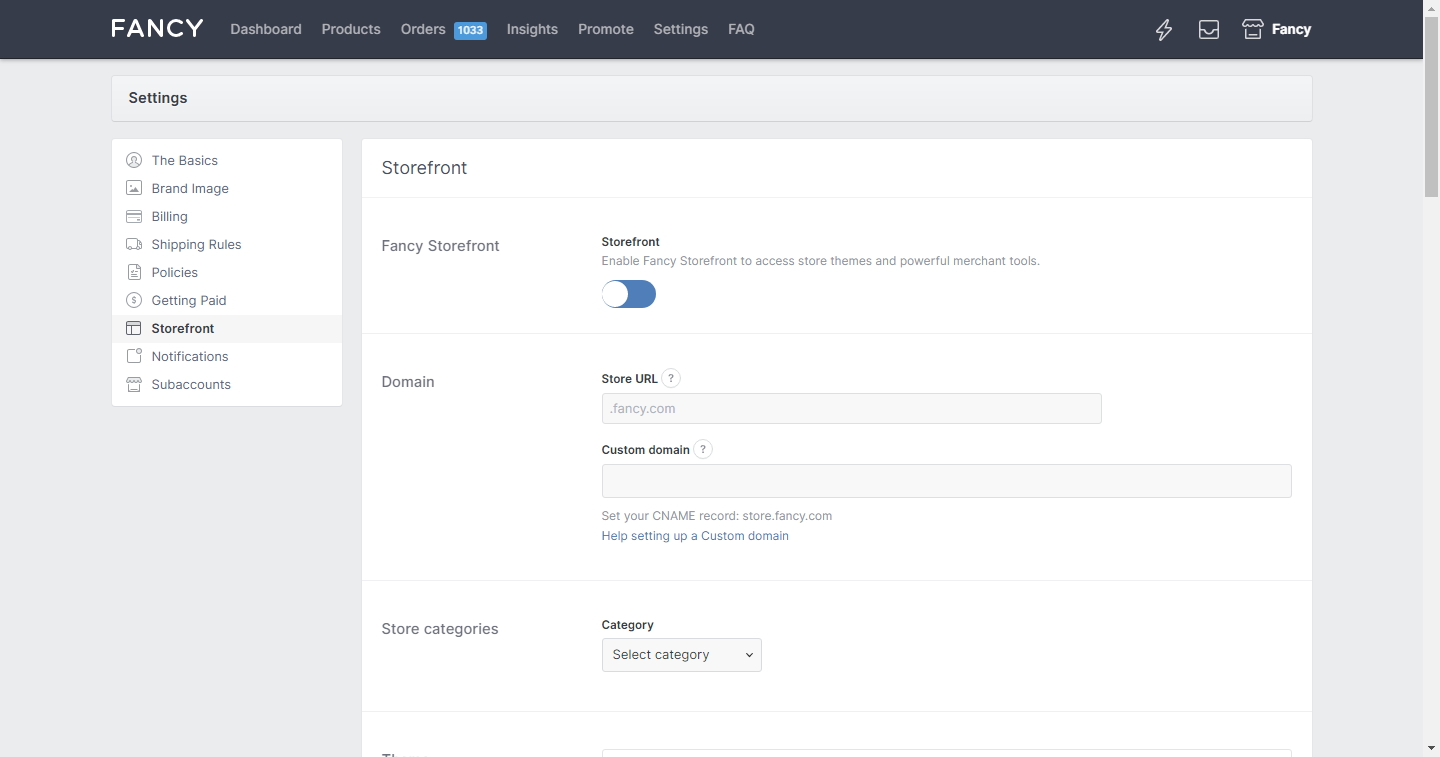 FANCY Dashboard Products Orders 1033 Insights Promote Settings FAQ Fancy
Settings
The Basics
Brand Image
Billing
Shipping Rules
Policies
Getting Paid
Storefront
Notifications
Subaccounts
Storefront
Fancy Storefront
Storefront
Enable Fancy Storefront to access store themes and powerful merchant tools.
Domain
Store URL ?
.fancy.com
Custom domain ?
Set your CNAME record: store.fancy.com
Help setting up a Custom domain
Store categories
Category
Select category